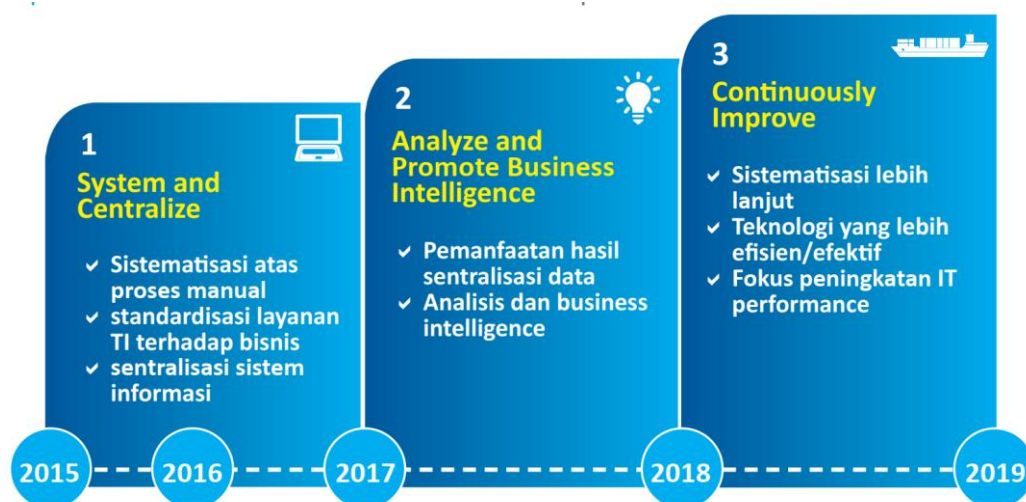 1
System and
Centralize
✓ Sistematisasi atas
proses manual
✓ standardisasi layanan
TI terhadap bisnis
✓ sentralisasi sistem
informasi
2
Analyze and
Promote Business
Intelligence
✓ Pemanfaatan hasil
sentralisasi data
✓ Analisis dan business
intelligence
3
Continuously
Improve
✓ Sistematisasi lebih
lanjut
✓ Teknologi yang lebih
efisien/efektif
✓ Fokus peningkatan IT
performance
2015
2016
2017
2018
2019